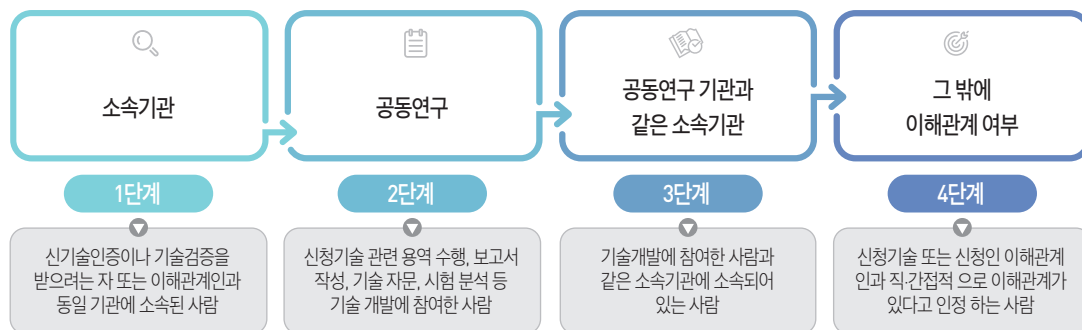 소속기관
공동연구
공동연구 기관과
같은 소속기관
그 밖에
이해관계 여부
1단계
2단계
3단계
4단계
신기술인증이나 기술검증을
받으려는 자 또는 이해관계인과
동일 기관에 소속된 사람
신청기술 관련 용역 수행, 보고서
작성, 기술 자문, 시험 분석 등
기술 개발에 참여한 사람
기술개발에 참여한 사람과
같은 소속기관에 소속되어
있는 사람
신청기술 또는 신청인 이해관계
인과 직·간접적 으로 이해관계가
있다고 인정 하는 사람